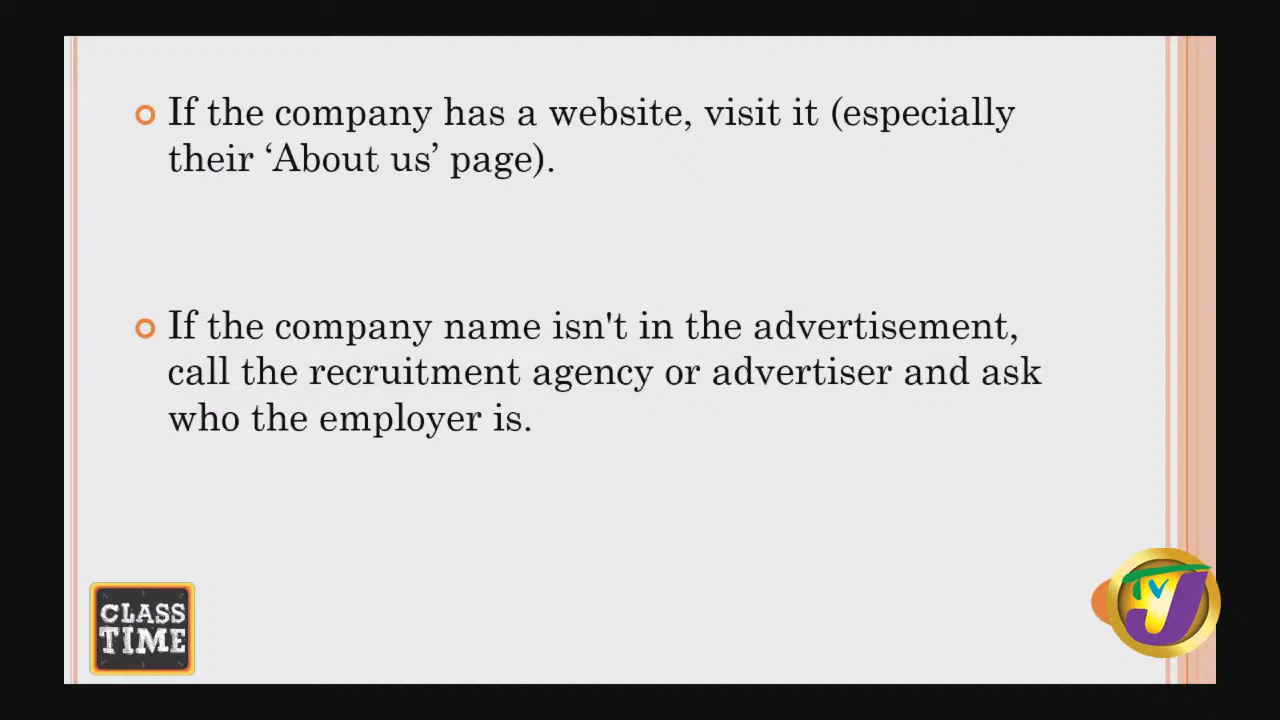 If the company has a website, visit it (especially
their ‘About us’ page).
If the company name isn't in the advertisement,
call the recruitment agency or advertiser and ask
who the employer is.
CLASS
TIME
TVJ